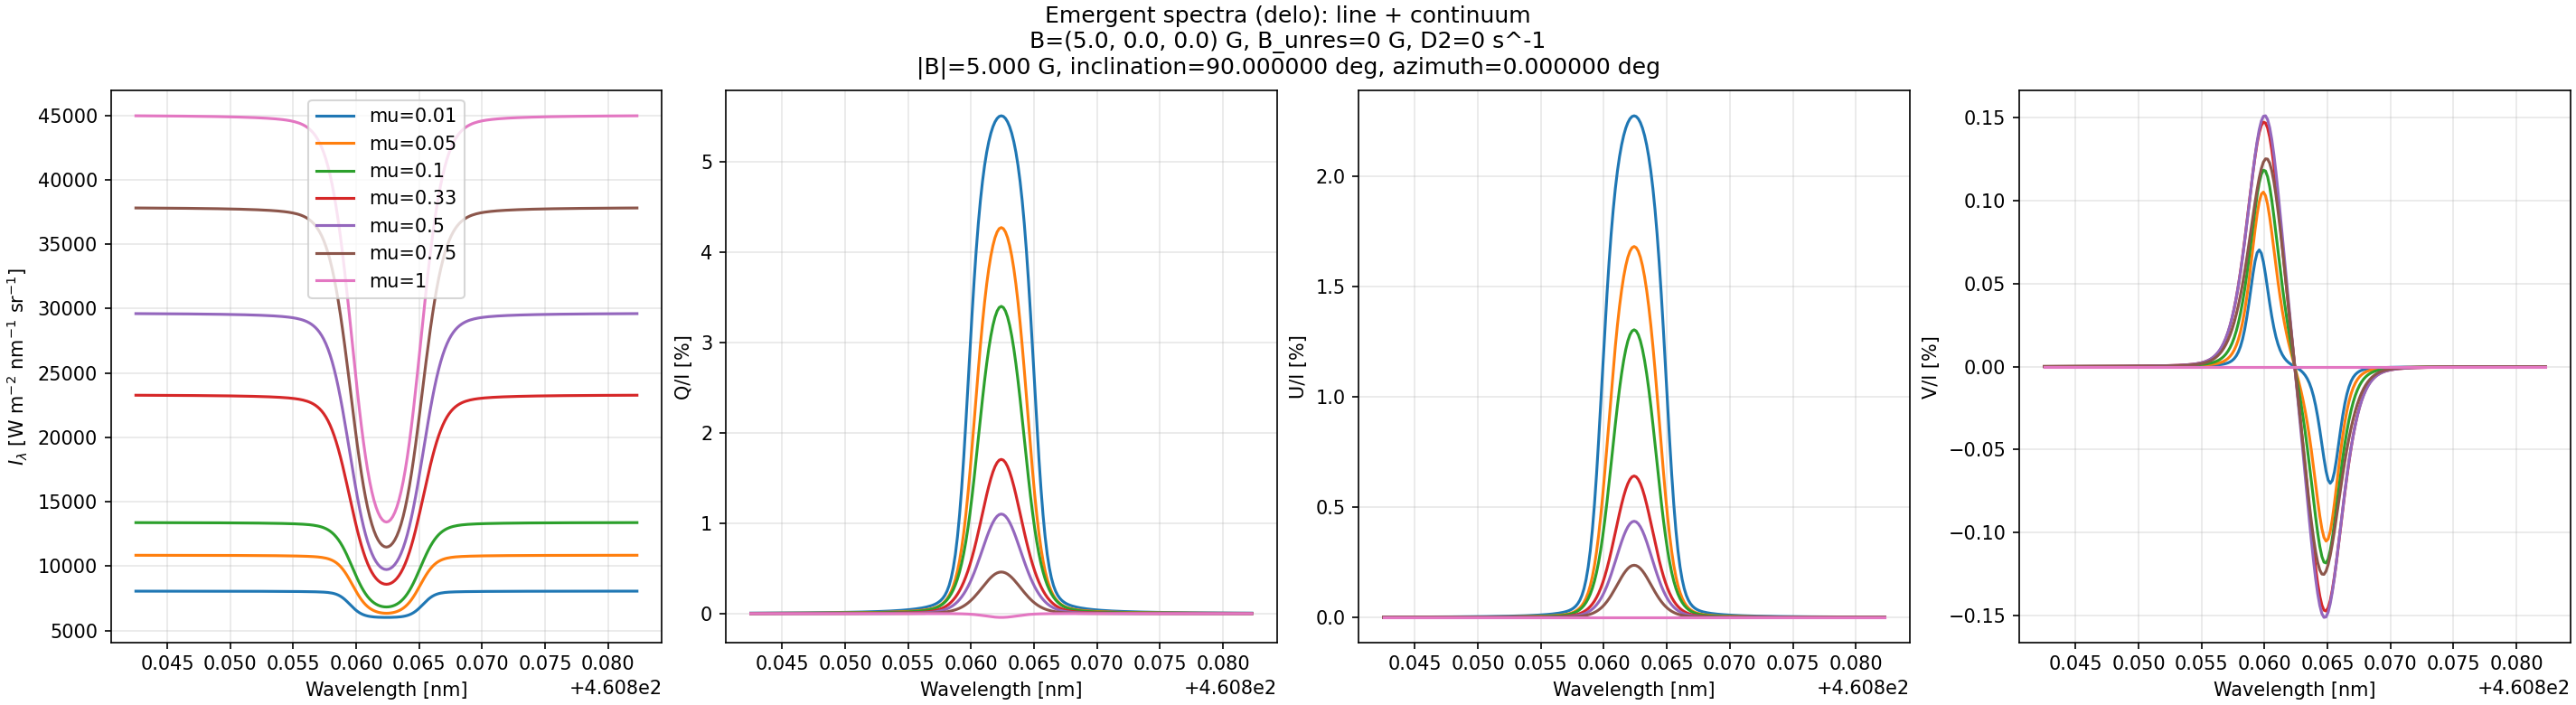 Emergent spectra (delo): line + continuum
B=(5.0, 0.0, 0.0) G, B_unres=0 G, D2=0 s^-1
|B|=5.000 G, inclination=90.000000 deg, azimuth=0.000000 deg
I_λ [W m⁻² nm⁻¹ sr⁻¹]
45000
40000
35000
30000
25000
20000
15000
10000
5000
mu=0.01
mu=0.05
mu=0.1
mu=0.33
mu=0.5
mu=0.75
mu=1
0.045 0.050 0.055 0.060 0.065 0.070 0.075 0.080
Wavelength [nm]
+4.608e2
Q/I [%]
5
4
3
2
1
0
0.045 0.050 0.055 0.060 0.065 0.070 0.075 0.080
Wavelength [nm]
+4.608e2
U/I [%]
2.0
1.5
1.0
0.5
0.0
0.045 0.050 0.055 0.060 0.065 0.070 0.075 0.080
Wavelength [nm]
+4.608e2
V/I [%]
0.15
0.10
0.05
0.00
−0.05
−0.10
−0.15
0.045 0.050 0.055 0.060 0.065 0.070 0.075 0.080
Wavelength [nm]
+4.608e2